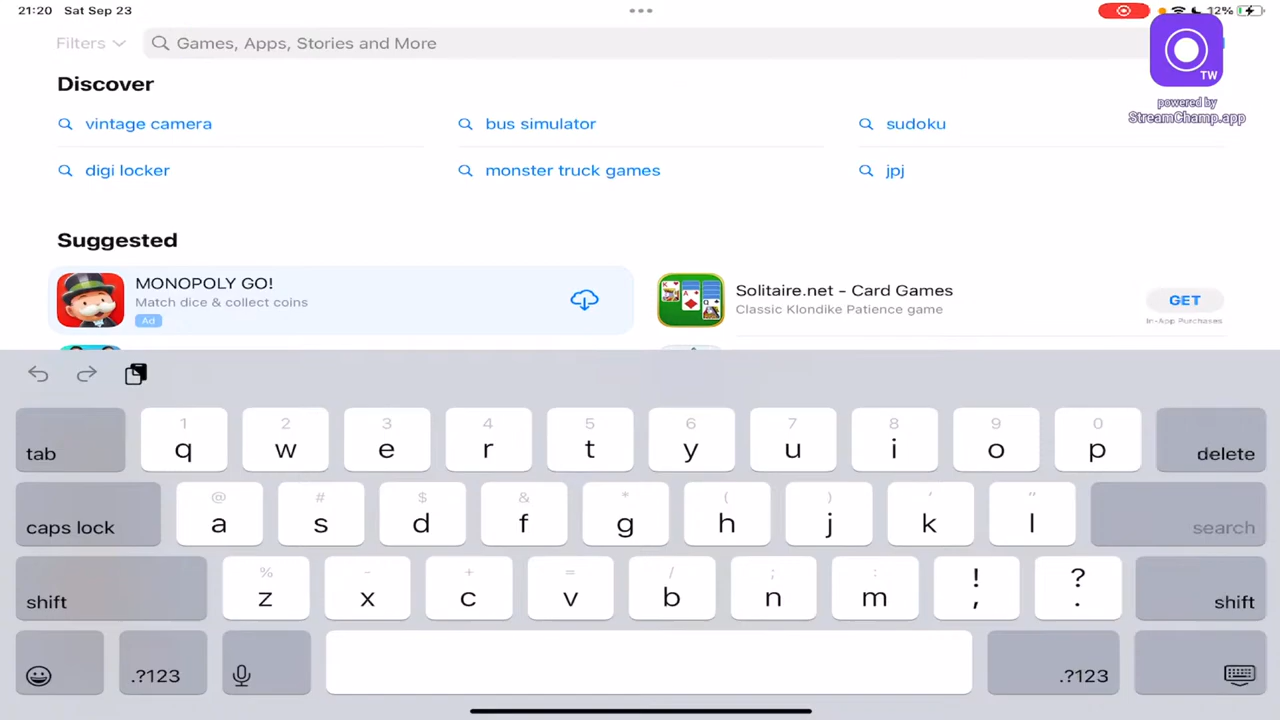 21:20 Sat Sep 23
12%
Filters
Games, Apps, Stories and More
TW
powered by
StreamChamp.app
Discover
vintage camera
bus simulator
sudoku
digi locker
monster truck games
jpj
Suggested
MONOPOLY GO!
Match dice & collect coins
Ad
Solitaire.net - Card Games
Classic Klondike Patience game
GET
In-App Purchases
1 2 3 4 5 6 7 8 9 0
tab q w e r t y u i o p delete
@ # $ & * ( ) ' "
caps lock a s d f g h j k l search
% - + = / ; : ! ?
shift z x c v b n m , . shift
.?123 .?123